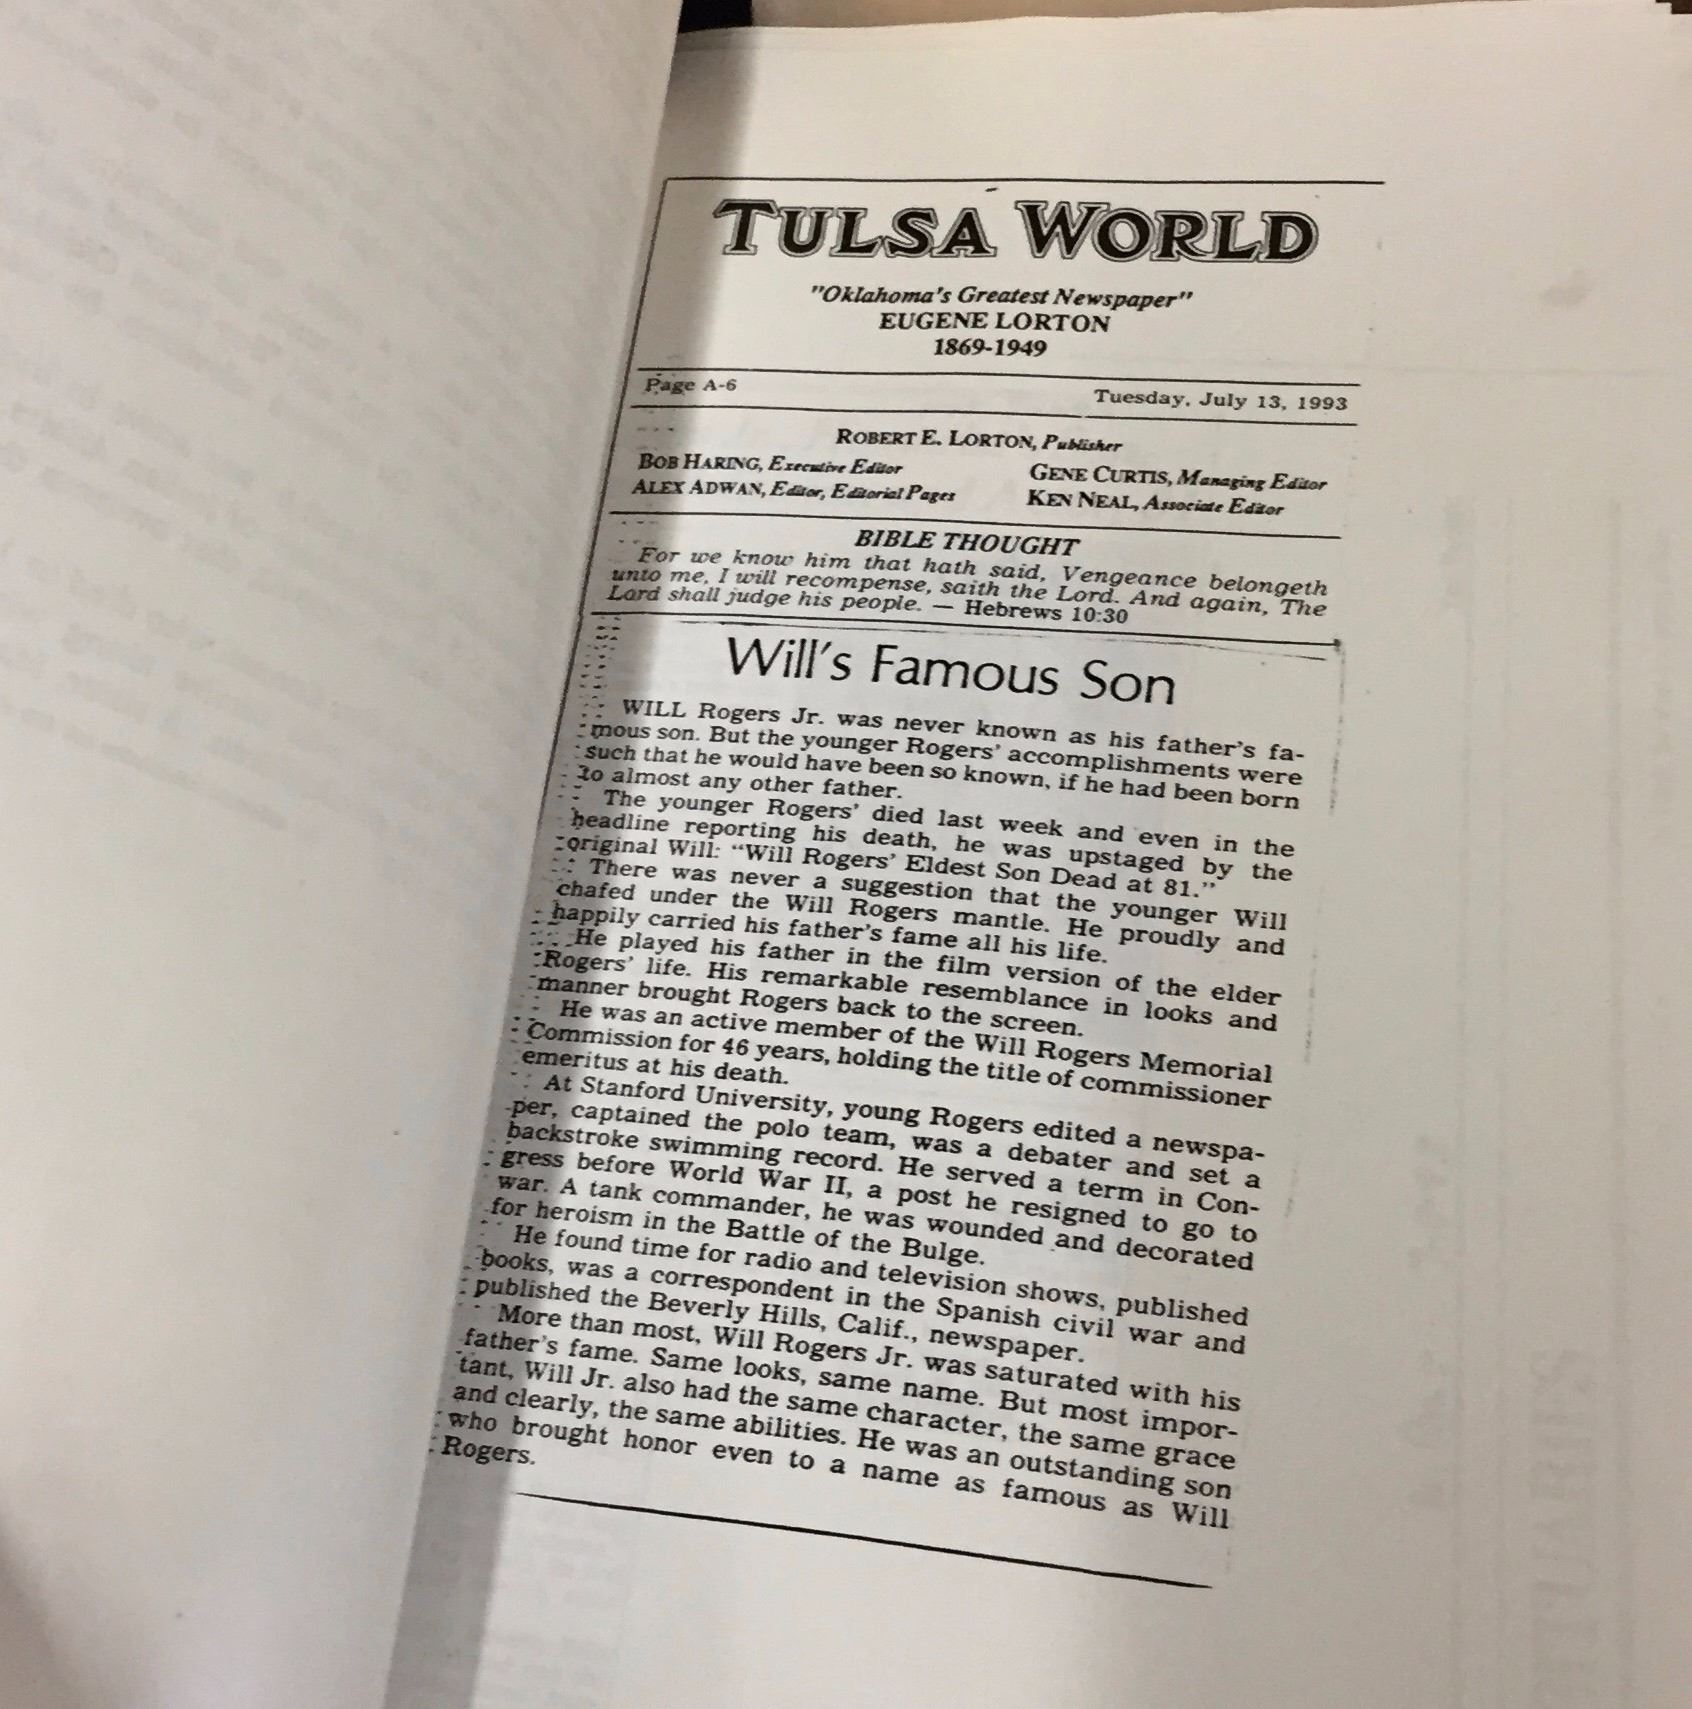 TULSA WORLD
"Oklahoma's Greatest Newspaper"
EUGENE LORTON
1869-1949
Page A-6 Tuesday, July 13, 1993
ROBERT E. LORTON, Publisher
BOB HARING, Executive Editor GENE CURTIS, Managing Editor
ALEX ADWAN, Editor, Editorial Pages KEN NEAL, Associate Editor
BIBLE THOUGHT
For we know him that hath said, Vengeance belongeth
unto me, I will recompense, saith the Lord. And again, The
Lord shall judge his people. — Hebrews 10:30
Will's Famous Son
WILL Rogers Jr. was never known as his father's fa-
mous son. But the younger Rogers' accomplishments were
such that he would have been so known, if he had been born
to almost any other father.
The younger Rogers' died last week and even in the
headline reporting his death, he was upstaged by the
original Will: “Will Rogers' Eldest Son Dead at 81.”
There was never a suggestion that the younger Will
chafed under the Will Rogers mantle. He proudly and
happily carried his father's fame all his life.
He played his father in the film version of the elder
Rogers' life. His remarkable resemblance in looks and
manner brought Rogers back to the screen.
He was an active member of the Will Rogers Memorial
Commission for 46 years, holding the title of commissioner
emeritus at his death.
At Stanford University, young Rogers edited a newspa-
per, captained the polo team, was a debater and set a
backstroke swimming record. He served a term in Con-
gress before World War II, a post he resigned to go to
war. A tank commander, he was wounded and decorated
for heroism in the Battle of the Bulge.
He found time for radio and television shows, published
books, was a correspondent in the Spanish civil war and
published the Beverly Hills, Calif., newspaper.
More than most, Will Rogers Jr. was saturated with his
father's fame. Same looks, same name. But most impor-
tant, Will Jr. also had the same character, the same grace
and clearly, the same abilities. He was an outstanding son
who brought honor even to a name as famous as Will
Rogers.